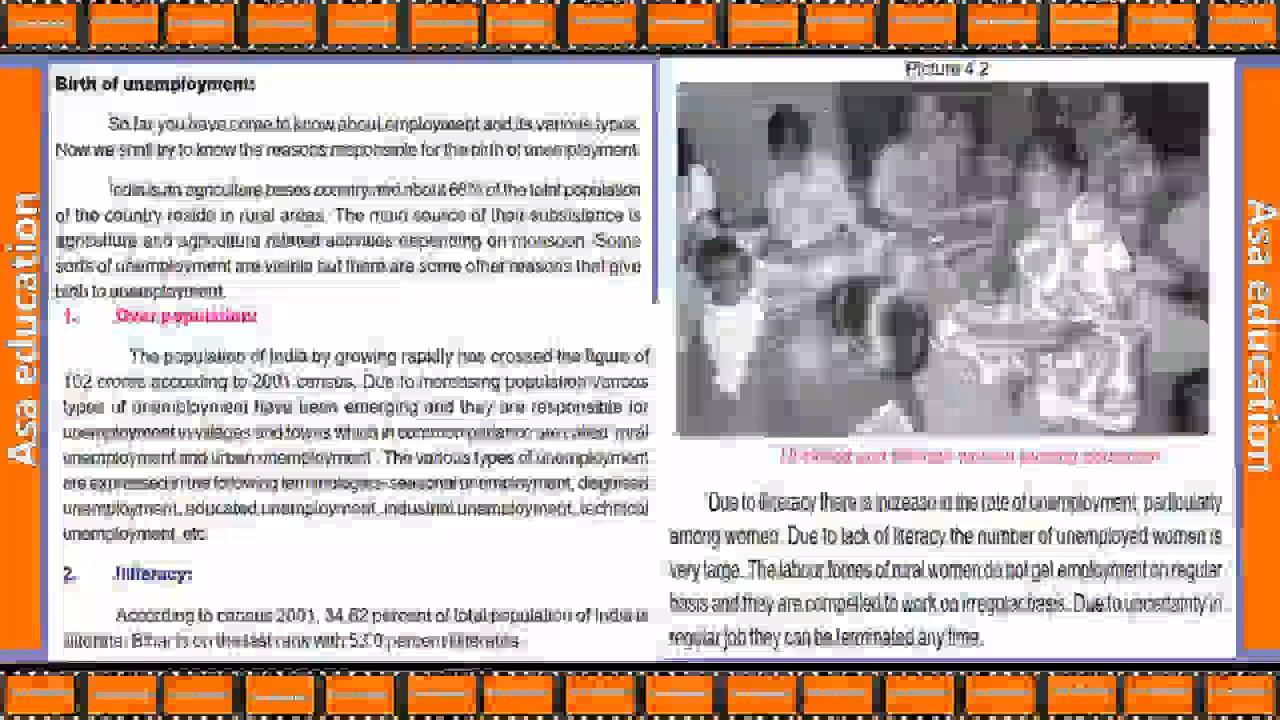 Birth of unemployment:
So far you have come to know about employment and its various types.
Now we shall try to know the reasons responsible for the birth of unemployment.
India is an agriculture bases country and about 68% of the total population
of the country reside in rural areas. The main source of their subsistance is
agriculture and agriculture related activities depending on monsoon. Some
sorts of unemployment are visible but there are some other reasons that give
birth to unemployment.
1. Over population:
The population of India by growing rapidly has crossed the figure of
102 crores according to 2001 census. Due to increasing population various
types of unemployment have been emerging and they are responsible for
unemployment in villages and towns which in common are called rural
unemployment and urban unemployment. The various types of unemployment
are expressed in the following terminologies-seasonal unemployment, disguised
unemployment, educated unemployment, industrial unemployment, technical
unemployment, etc.
2. Illiteracy:
According to census 2001, 34.62 percent of total population of India is
illiterate. Bihar is on the last rank with percent literates.
Picture 4.2
and illiterate women gaining education
Due to illiteracy there is increase in the rate of unemployment, particularly
among women. Due to lack of literacy the number of unemployed women is
very large. The labour forces of rural women do not get employment on regular
basis and they are compelled to work on irregular basis. Due to uncertainty in
regular job they can be terminated any time.
Asa education
Asa education